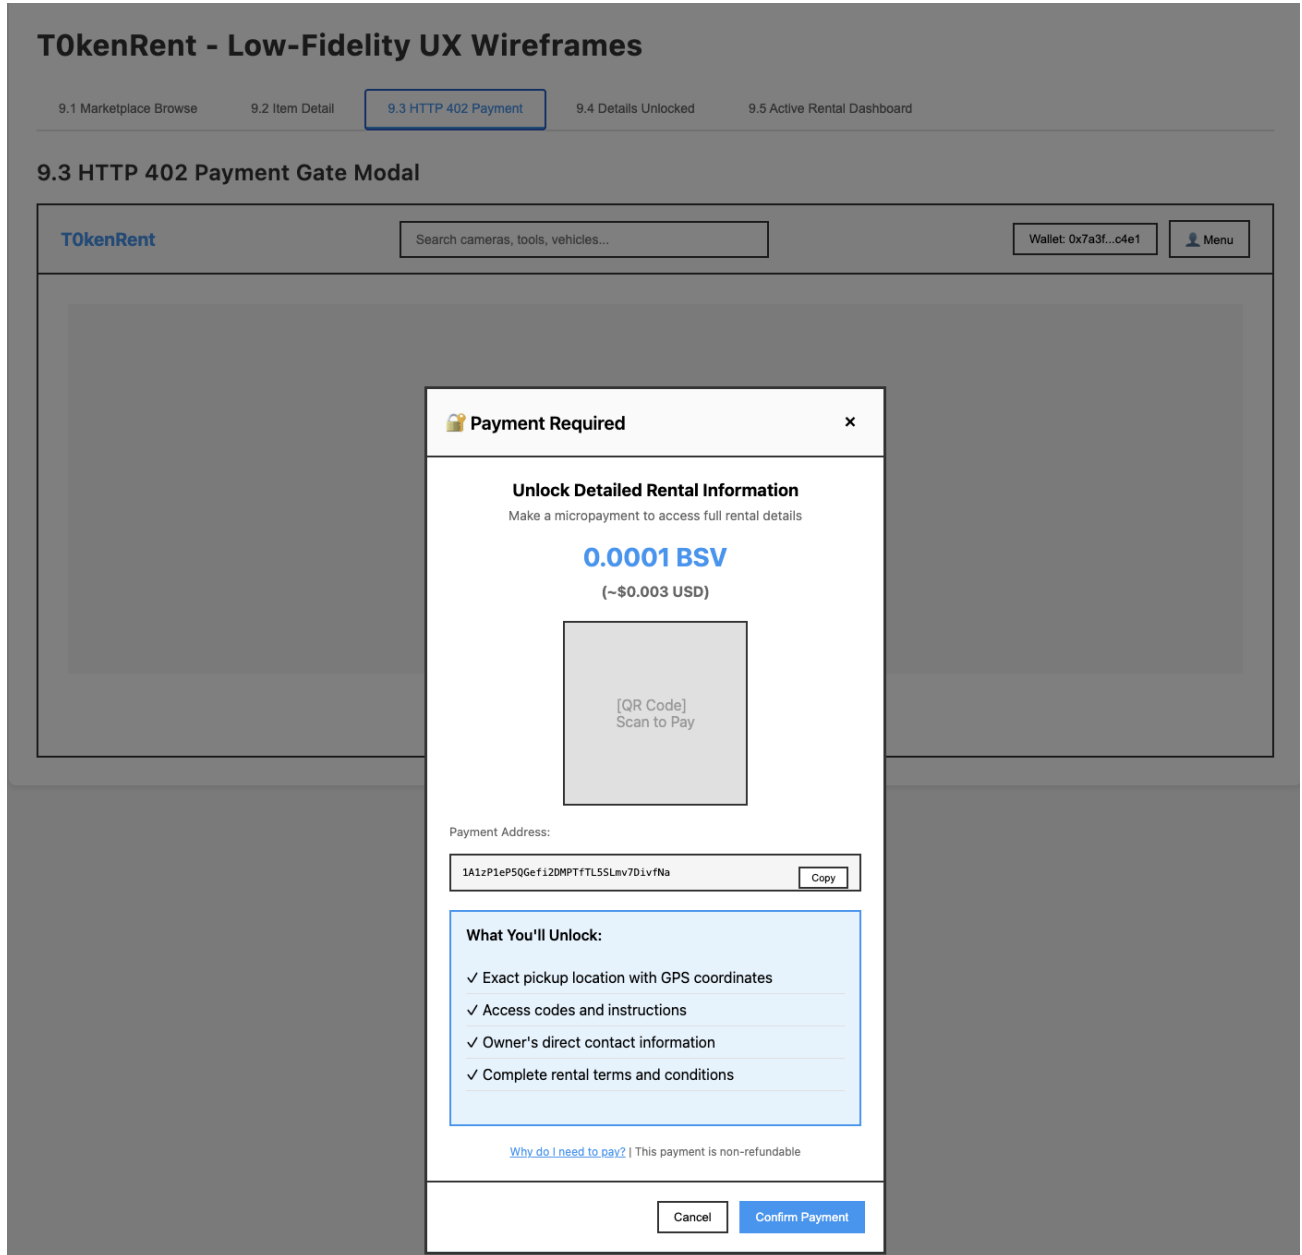 T0kenRent - Low-Fidelity UX Wireframes
9.1 Marketplace Browse
9.2 Item Detail
9.3 HTTP 402 Payment
9.4 Details Unlocked
9.5 Active Rental Dashboard
9.3 HTTP 402 Payment Gate Modal
T0kenRent
Search cameras, tools, vehicles...
Wallet: 0x7a3f...c4e1
👤 Menu
🔐 Payment Required
×
Unlock Detailed Rental Information
Make a micropayment to access full rental details
0.0001 BSV
(~$0.003 USD)
[QR Code]
Scan to Pay
Payment Address:
1A1zP1eP5QGefi2DMPTfTL5SLmv7DivfNa
Copy
What You'll Unlock:
✓ Exact pickup location with GPS coordinates
✓ Access codes and instructions
✓ Owner's direct contact information
✓ Complete rental terms and conditions
Why do I need to pay? | This payment is non-refundable
Cancel
Confirm Payment